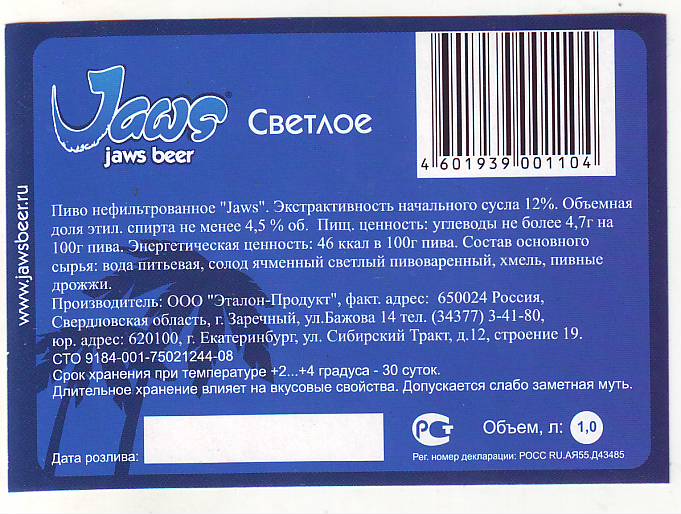 Jaws®
jaws beer
Светлое
4 601939 001104
www.jawsbeer.ru
Пиво нефильтрованное "Jaws". Экстрактивность начального сусла 12%. Объемная
доля этил. спирта не менее 4,5 % об. Пищ. ценность: углеводы не более 4,7г на
100г пива. Энергетическая ценность: 46 ккал в 100г пива. Состав основного
сырья: вода питьевая, солод ячменный светлый пивоваренный, хмель, пивные
дрожжи.
Производитель: ООО "Эталон-Продукт", факт. адрес: 650024 Россия,
Свердловская область, г. Заречный, ул.Бажова 14 тел. (34377) 3-41-80,
юр. адрес: 620100, г. Екатеринбург, ул. Сибирский Тракт, д.12, строение 19.
СТО 9184-001-75021244-08
Срок хранения при температуре +2...+4 градуса - 30 суток.
Длительное хранение влияет на вкусовые свойства. Допускается слабо заметная муть.
Дата розлива:
РСТ
Объем, л: 1,0
Рег. номер декларации: РОСС RU.АЯ55.Д43485